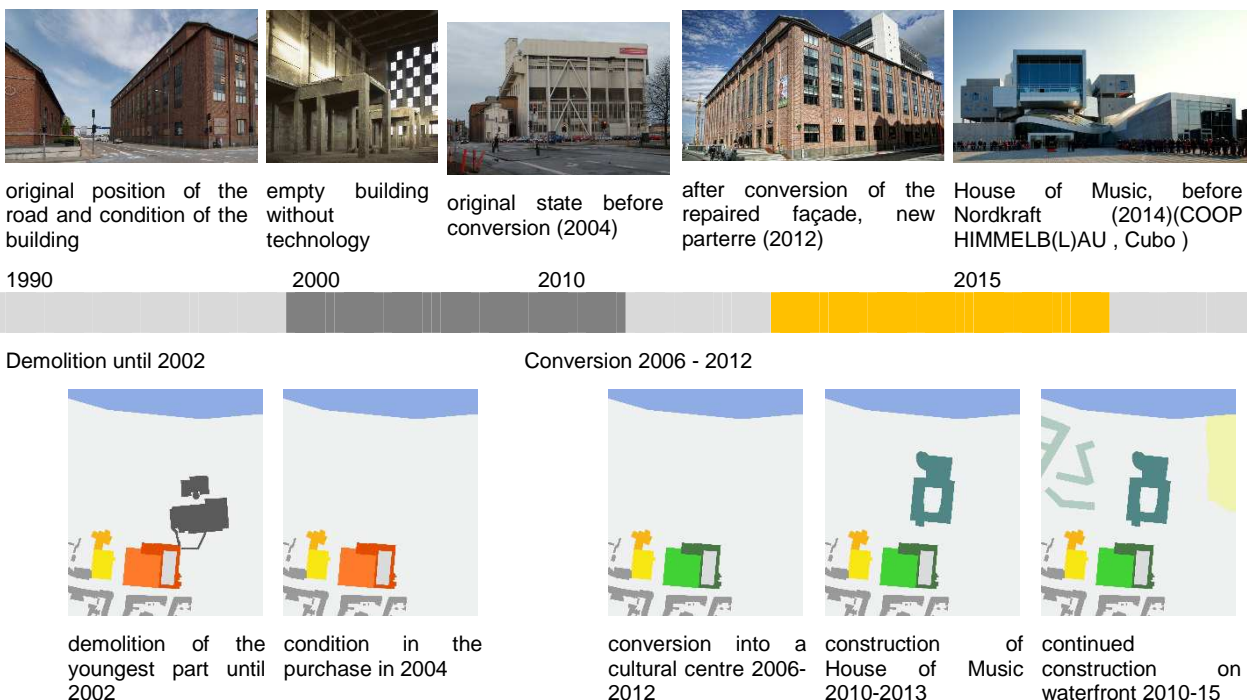 original position of the
road and condition of the
building
empty building
without
technology
original state before
conversion (2004)
after conversion of the
repaired façade, new
parterre (2012)
House of Music, before
Nordkraft (2014)(COOP
HIMMELB(L)AU , Cubo )
1990
2000
2010
2015
Demolition until 2002
Conversion 2006 - 2012
demolition of the
youngest part until
2002
condition in the
purchase in 2004
conversion into a
cultural centre 2006-
2012
construction of
House of Music
2010-2013
continued
construction on
waterfront 2010-15